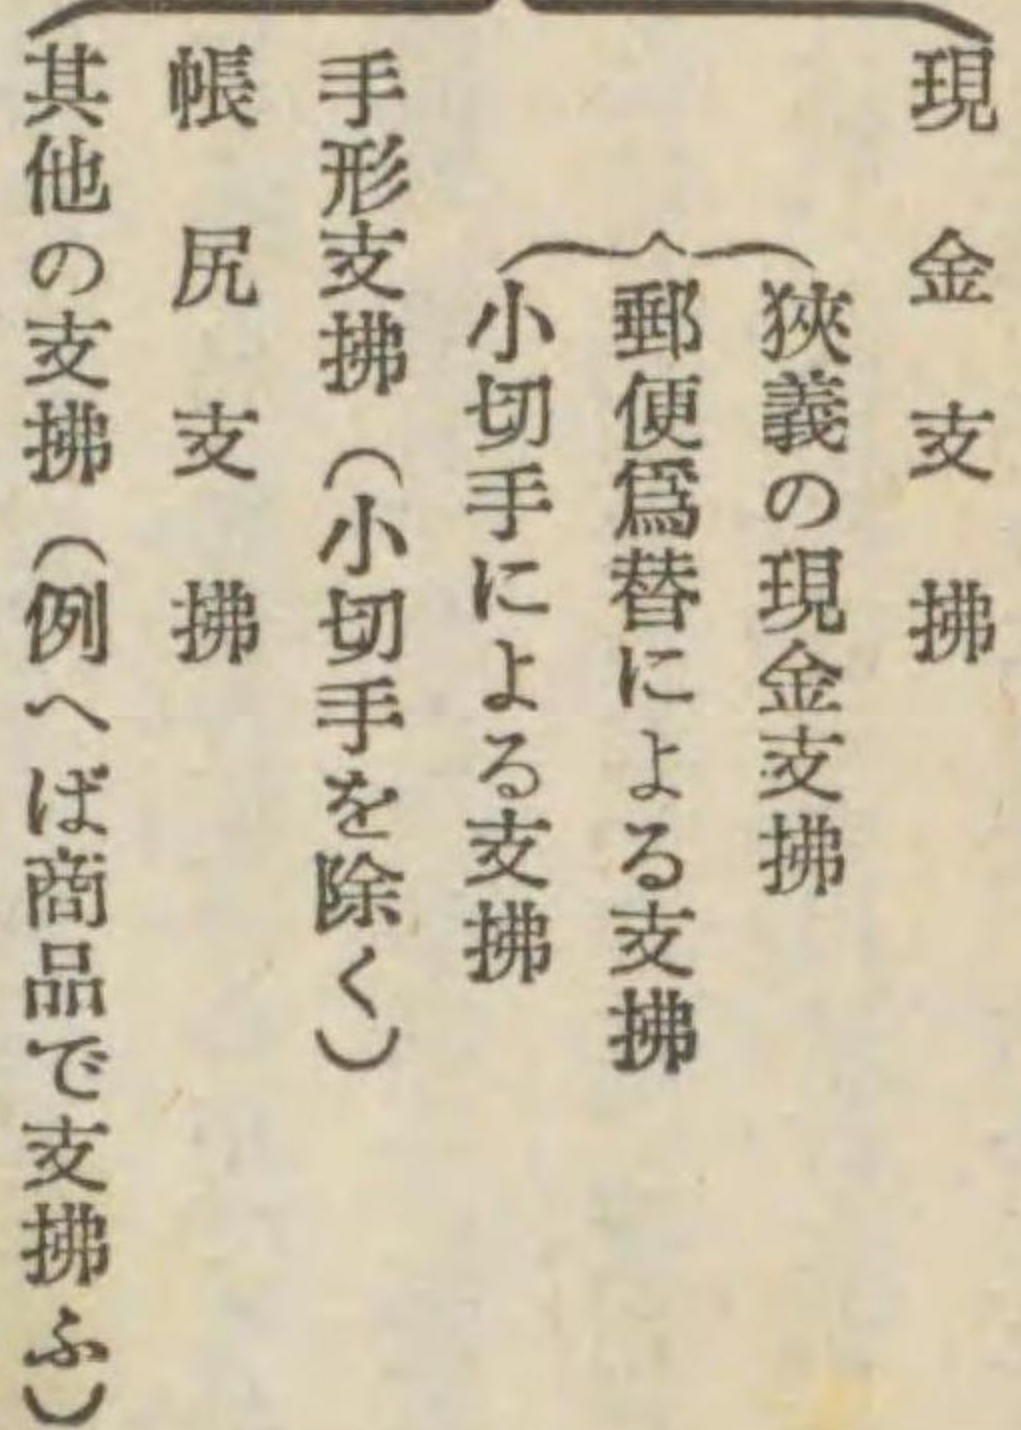 現金支拂
狹義の現金支拂
郵便爲替による支拂
小切手による支拂
手形支拂（小切手を除く）
帳尻支拂
其他の支拂（例へば商品で支拂ふ）